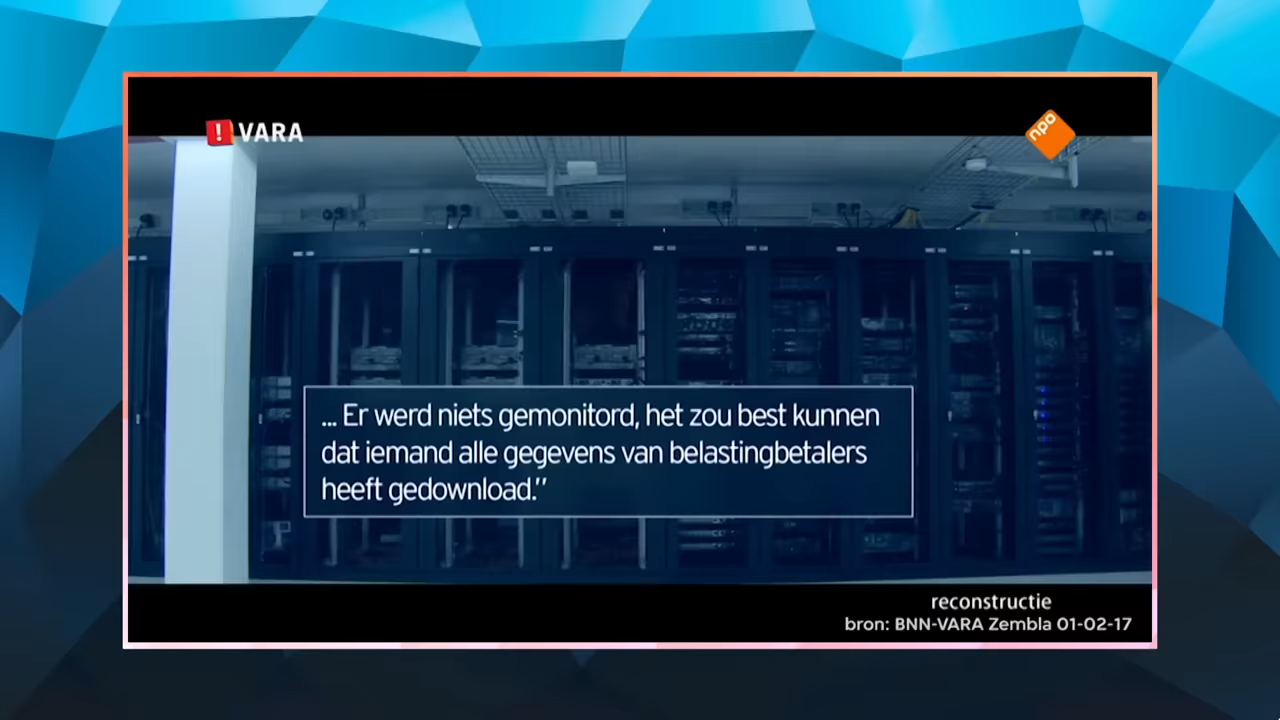 ! VARA
npo
... Er werd niets gemonitord, het zou best kunnen
dat iemand alle gegevens van belastingbetalers
heeft gedownload.”
reconstructie
bron: BNN-VARA Zembla 01-02-17